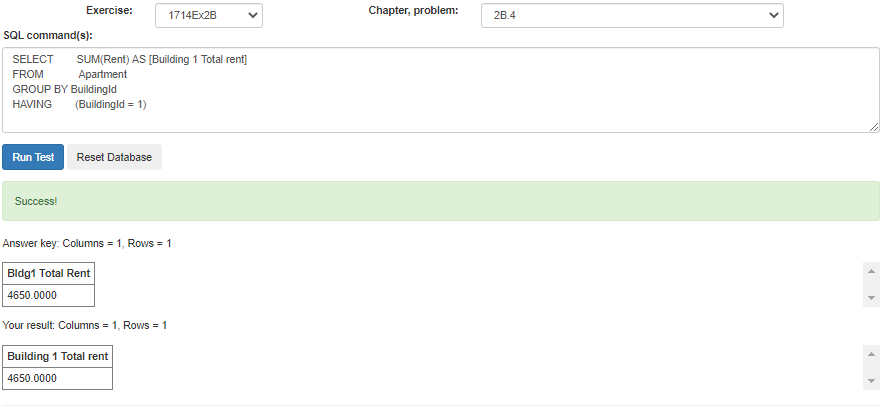 Exercise: 1714Ex2B Chapter, problem: 2B.4
SQL command(s):
SELECT SUM(Rent) AS [Building 1 Total rent]
FROM Apartment
GROUP BY BuildingId
HAVING (BuildingId = 1)
Run Test Reset Database
Success!
Answer key: Columns = 1, Rows = 1
Bldg1 Total Rent
4650.0000
Your result: Columns = 1, Rows = 1
Building 1 Total rent
4650.0000